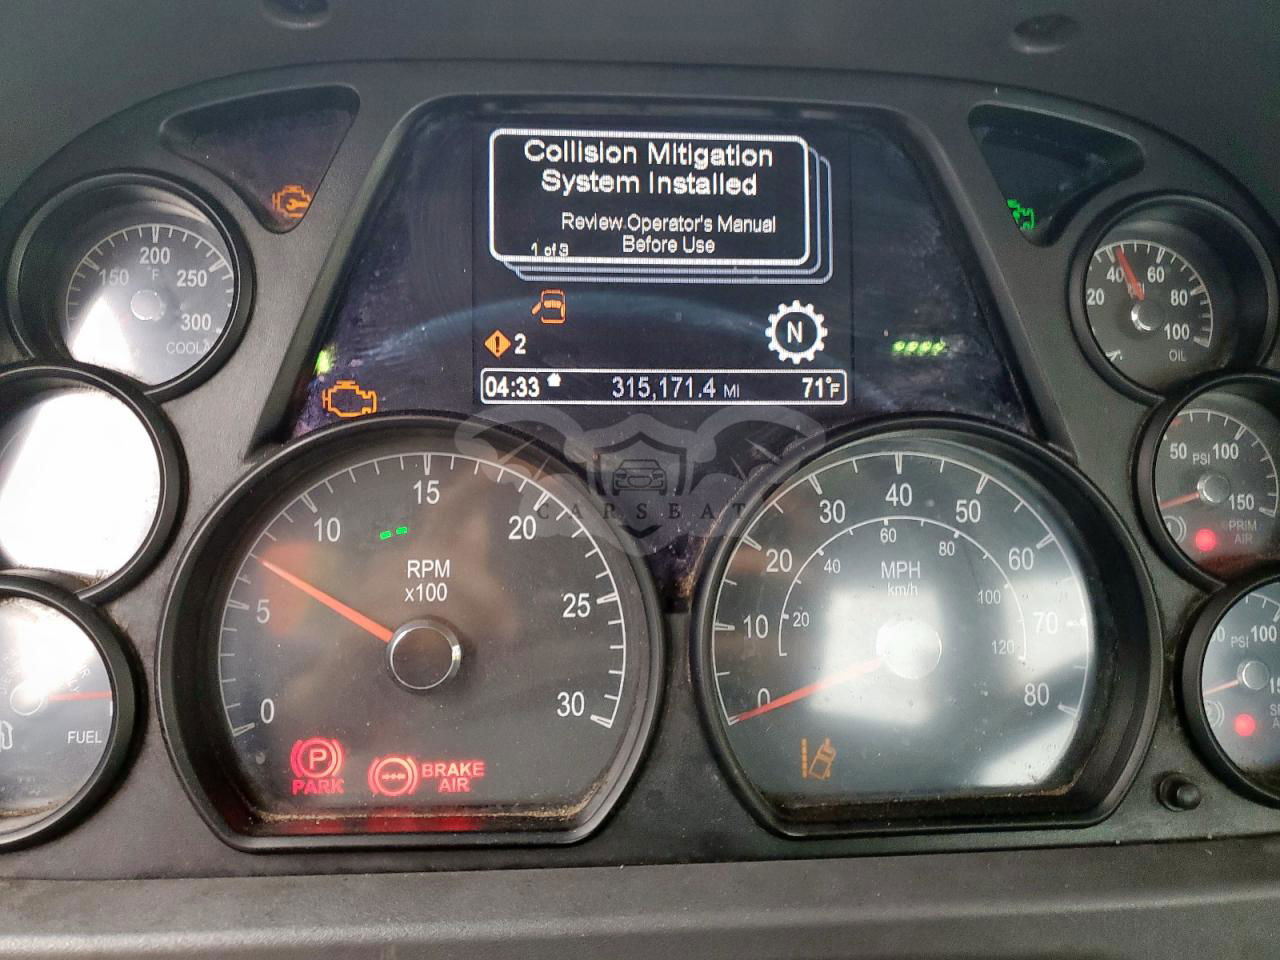 Collision Mitigation
System Installed
Review Operator's Manual
Before Use
1 of 3
2
N
04:33
315,171.4 MI
71°F
150
200
250
300
°F
COOL
FUEL
0
5
10
15
20
25
30
RPM
x100
P
PARK
BRAKE
AIR
0
10
20
30
40
50
60
70
80
MPH
km/h
20
40
60
80
100
120
20
40
60
80
100
OIL
50
PSI
100
150
PRIM
AIR
PSI
100
CARSEAT